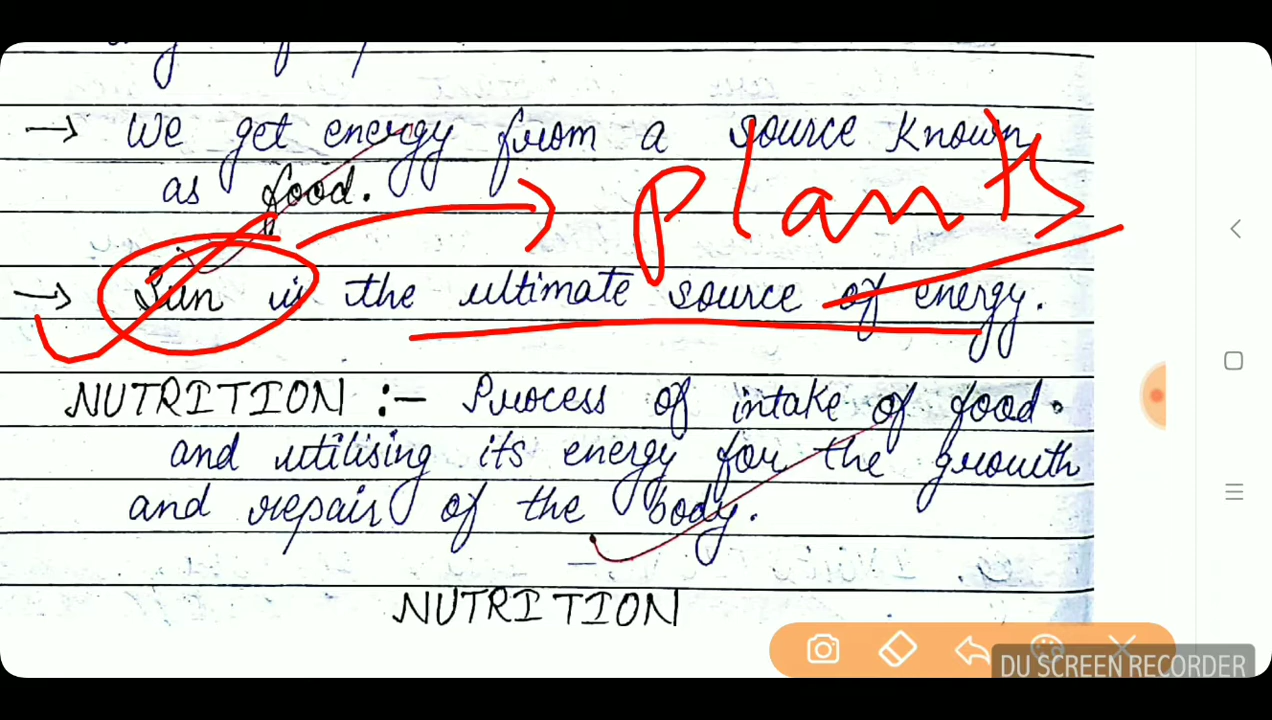 → We get energy from a source known
as food.
plants
→ Sun is the ultimate source of energy.
NUTRITION :- Process of intake of food.
and utilising its energy for the growth
and repair of the body.
NUTRITION
DU SCREEN RECORDER